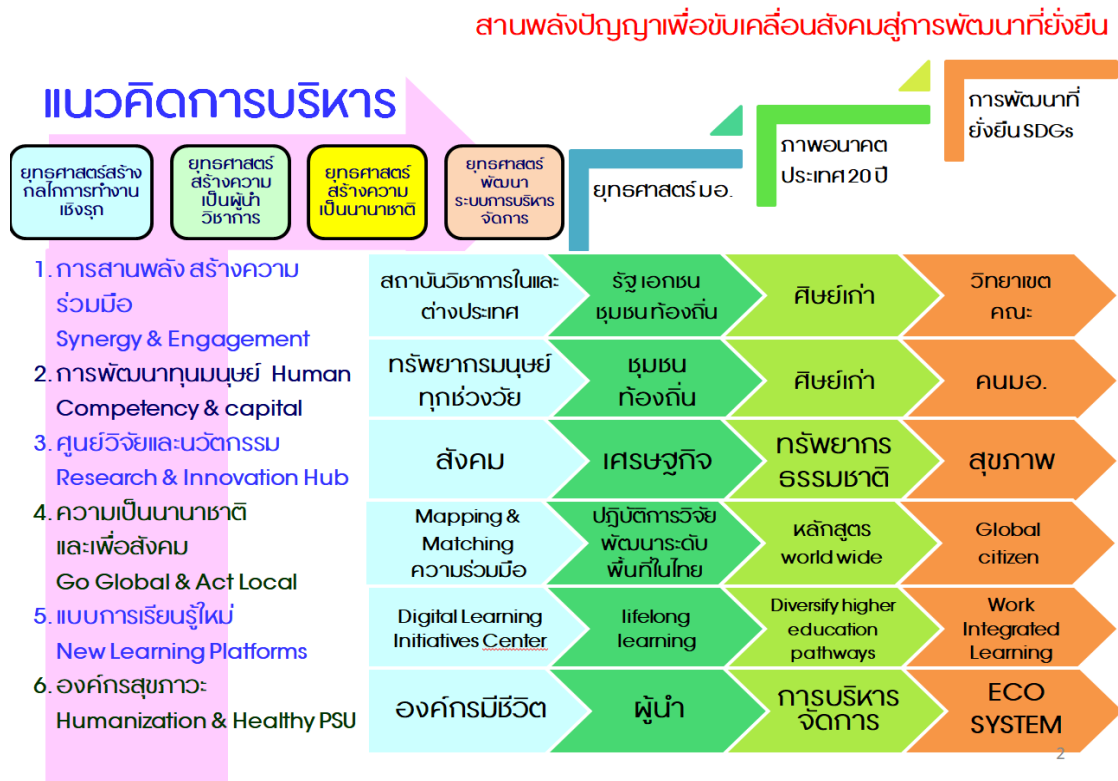 สานพลังปัญญาเพื่อขับเคลื่อนสังคมสู่การพัฒนาที่ยั่งยืน
แนวคิดการบริหาร
ยุทธศาสตร์สร้าง
กลไกการทำงาน
เชิงรุก
ยุทธศาสตร์
สร้างความ
เป็นผู้นำ
วิชาการ
ยุทธศาสตร์
สร้างความ
เป็นนานาชาติ
ยุทธศาสตร์
พัฒนา
ระบบการบริหาร
จัดการ
ยุทธศาสตร์ มอ.
ภาพอนาคต
ประเทศ 20 ปี
การพัฒนาที่
ยั่งยืน SDGs
1. การสานพลัง สร้างความ
ร่วมมือ
Synergy & Engagement
สถาบันวิชาการในและ
ต่างประเทศ
รัฐ เอกชน
ชุมชน ท้องถิ่น
ศิษย์เก่า
วิทยาเขต
คณะ
2. การพัฒนาทุนมนุษย์ Human
Competency & capital
ทรัพยากรมนุษย์
ทุกช่วงวัย
ชุมชน
ท้องถิ่น
ศิษย์เก่า
คนมอ.
3. ศูนย์วิจัยและนวัตกรรม
Research & Innovation Hub
สังคม
เศรษฐกิจ
ทรัพยากร
ธรรมชาติ
สุขภาพ
4. ความเป็นนานาชาติ
และเพื่อสังคม
Go Global & Act Local
Mapping &
Matching
ความร่วมมือ
ปฏิบัติการวิจัย
พัฒนาระดับ
พื้นที่ในไทย
หลักสูตร
world wide
Global
citizen
5. แบบการเรียนรู้ใหม่
New Learning Platforms
Digital Learning
Initiatives Center
lifelong
learning
Diversify higher
education
pathways
Work
Integrated
Learning
6. องค์กรสุขภาวะ
Humanization & Healthy PSU
องค์กรมีชีวิต
ผู้นำ
การบริหาร
จัดการ
ECO
SYSTEM
2